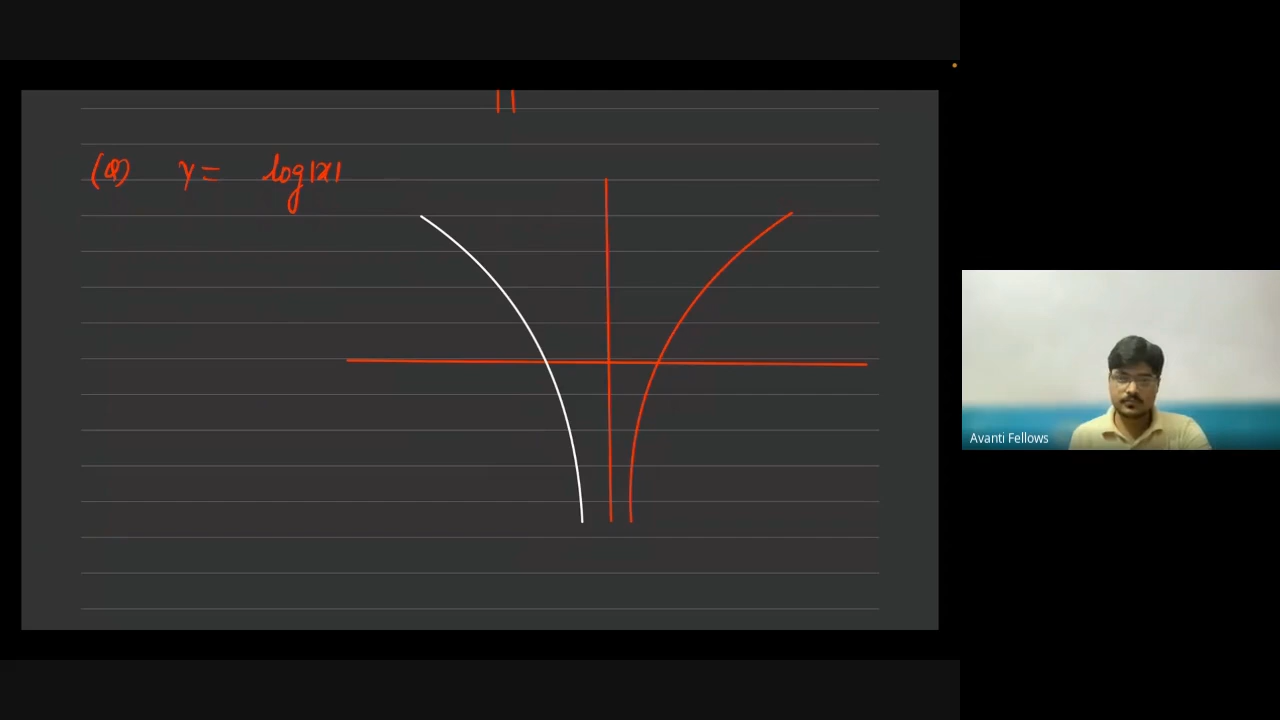 (Q) y = log|x|
Avanti Fellows